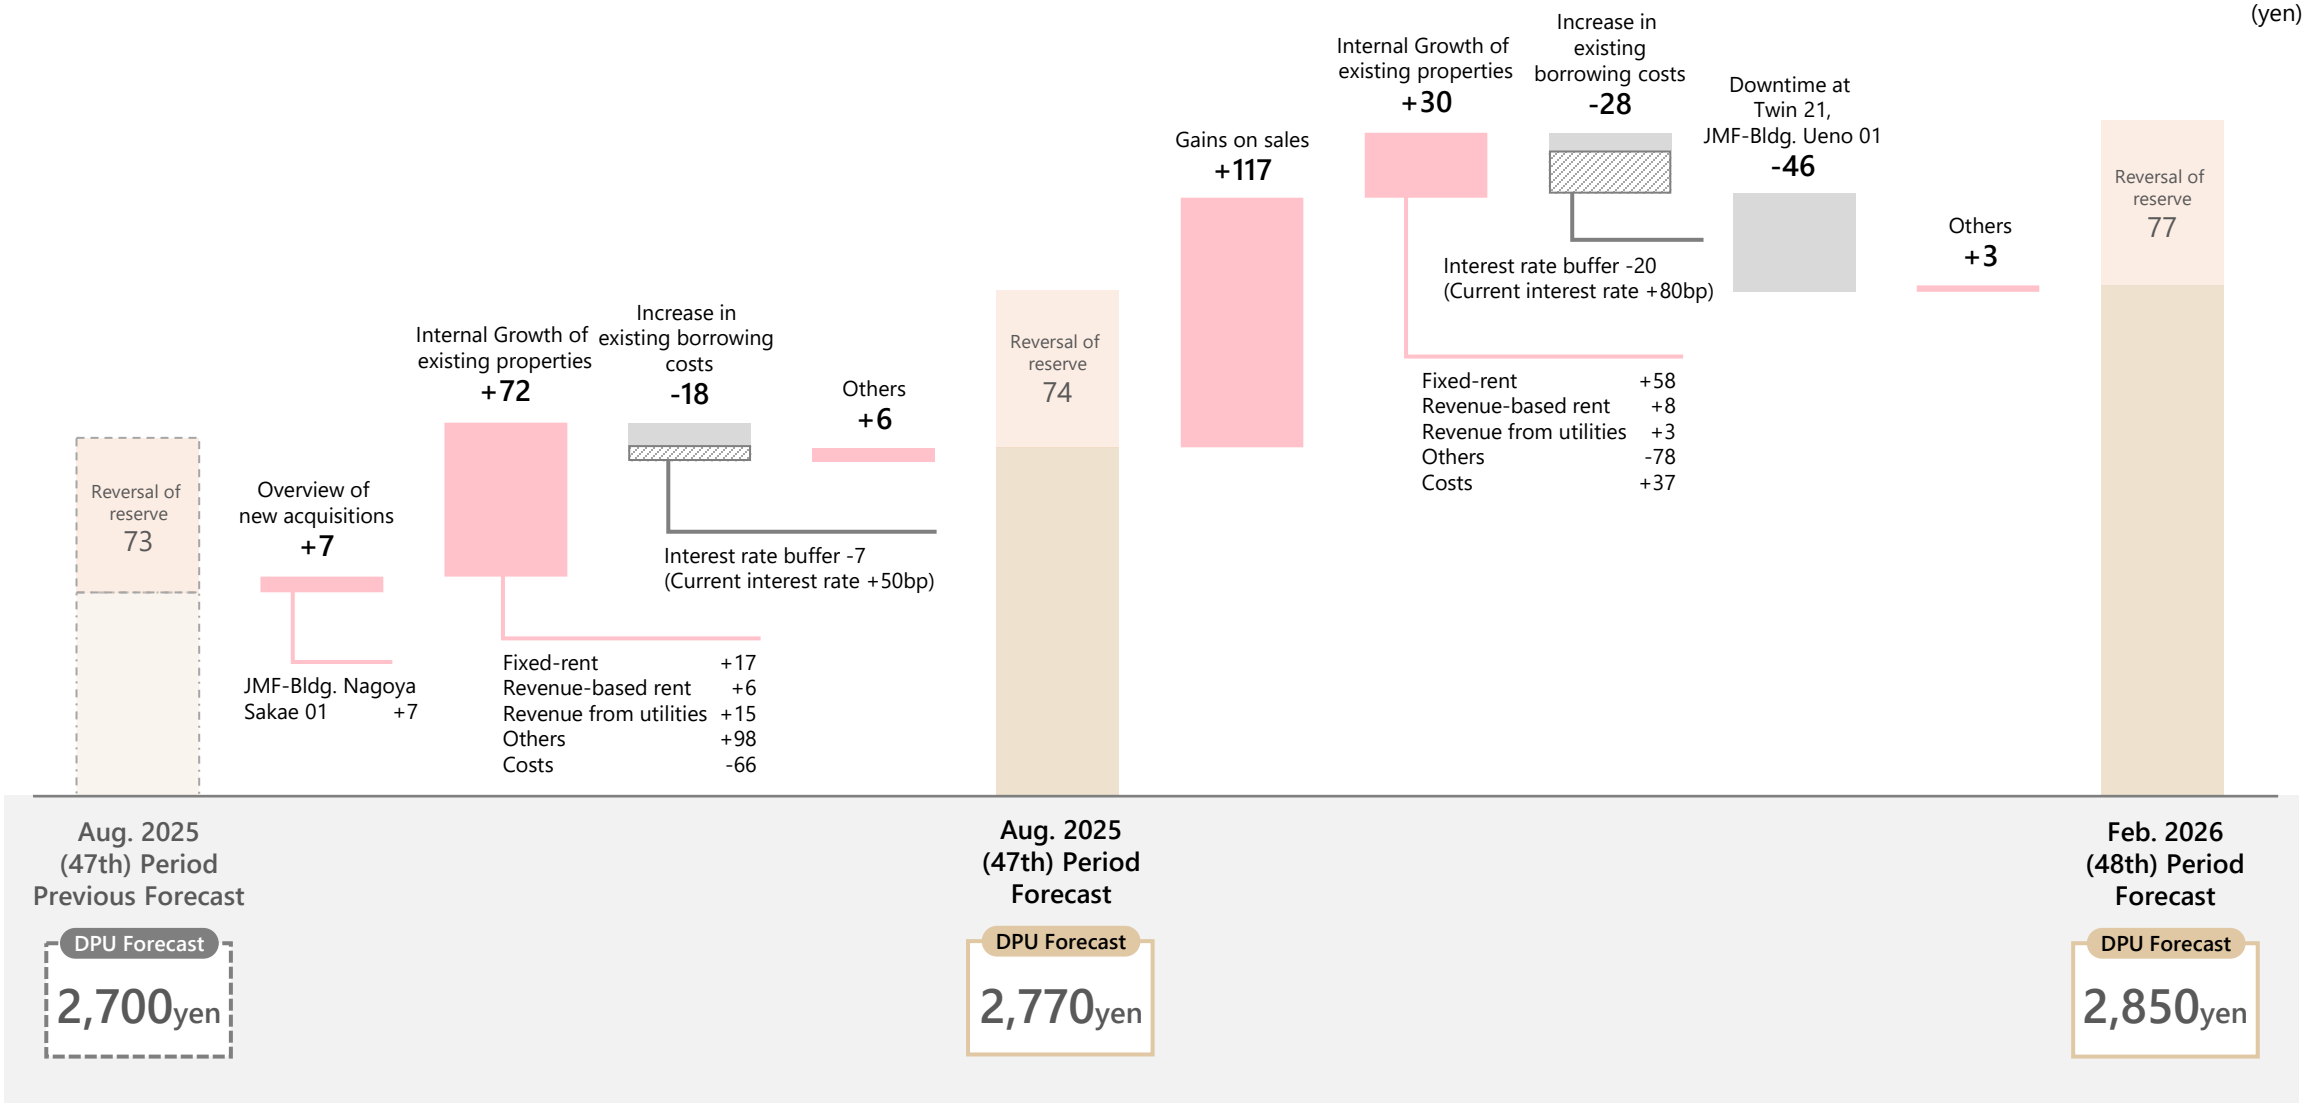 (yen)
Reversal of
reserve
73
Overview of
new acquisitions
+7
JMF-Bldg. Nagoya
Sakae 01 +7
Internal Growth of
existing properties
+72
Fixed-rent +17
Revenue-based rent +6
Revenue from utilities +15
Others +98
Costs -66
Increase in
existing borrowing
costs
-18
Interest rate buffer -7
(Current interest rate +50bp)
Others
+6
Reversal of
reserve
74
Gains on sales
+117
Internal Growth of
existing properties
+30
Fixed-rent +58
Revenue-based rent +8
Revenue from utilities +3
Others -78
Costs +37
Increase in
existing
borrowing costs
-28
Interest rate buffer -20
(Current interest rate +80bp)
Downtime at
Twin 21,
JMF-Bldg. Ueno 01
-46
Others
+3
Reversal of
reserve
77
Aug. 2025
(47th) Period
Previous Forecast
DPU Forecast
2,700yen
Aug. 2025
(47th) Period
Forecast
DPU Forecast
2,770yen
Feb. 2026
(48th) Period
Forecast
DPU Forecast
2,850yen